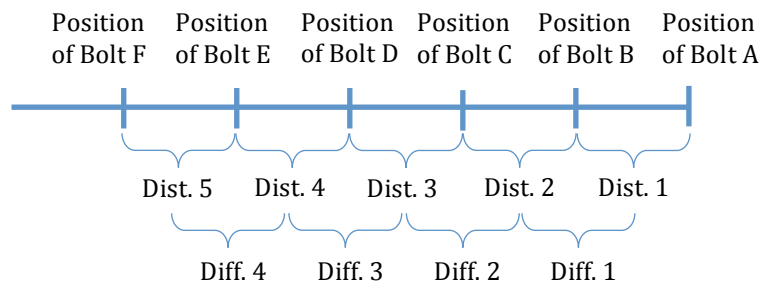 Position Position Position Position Position Position
of Bolt F of Bolt E of Bolt D of Bolt C of Bolt B of Bolt A
Dist. 5 Dist. 4 Dist. 3 Dist. 2 Dist. 1
Diff. 4 Diff. 3 Diff. 2 Diff. 1